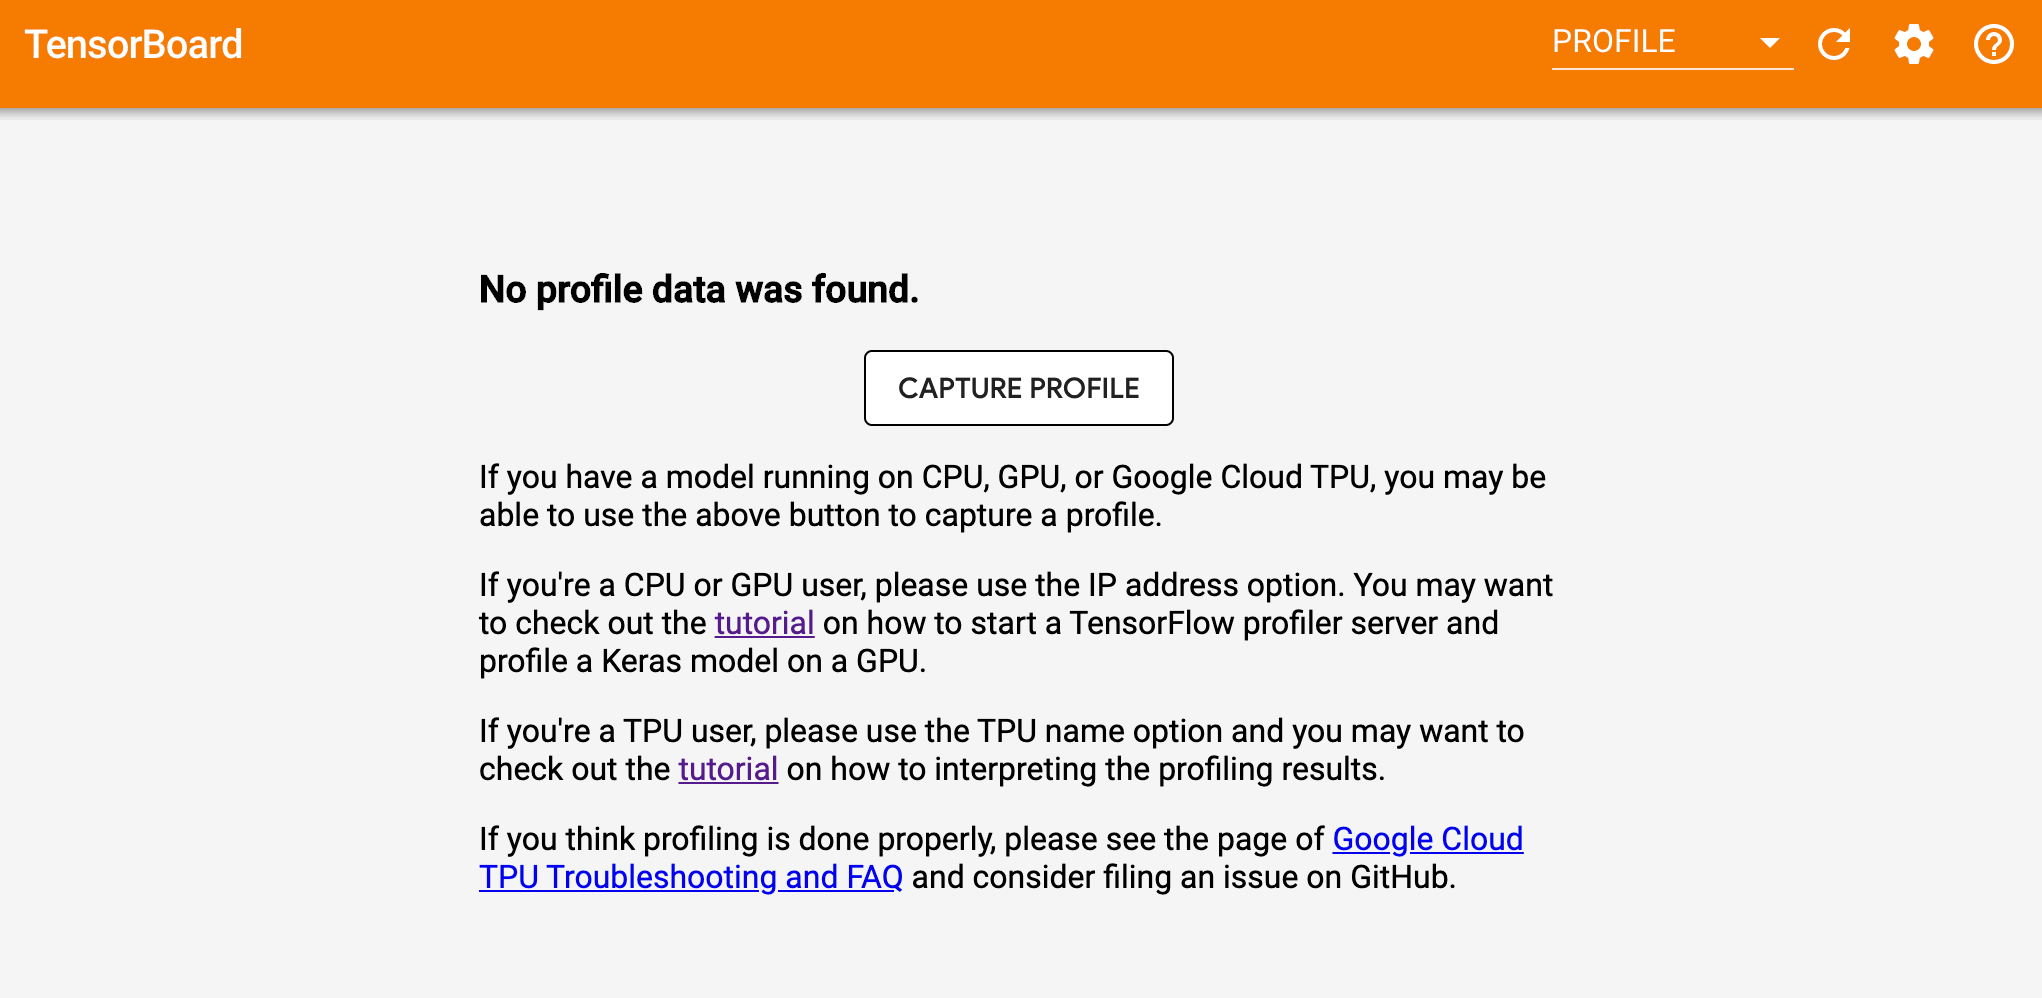 TensorBoard
PROFILE
No profile data was found.
CAPTURE PROFILE
If you have a model running on CPU, GPU, or Google Cloud TPU, you may be
able to use the above button to capture a profile.
If you're a CPU or GPU user, please use the IP address option. You may want
to check out the tutorial on how to start a TensorFlow profiler server and
profile a Keras model on a GPU.
If you're a TPU user, please use the TPU name option and you may want to
check out the tutorial on how to interpreting the profiling results.
If you think profiling is done properly, please see the page of Google Cloud
TPU Troubleshooting and FAQ and consider filing an issue on GitHub.